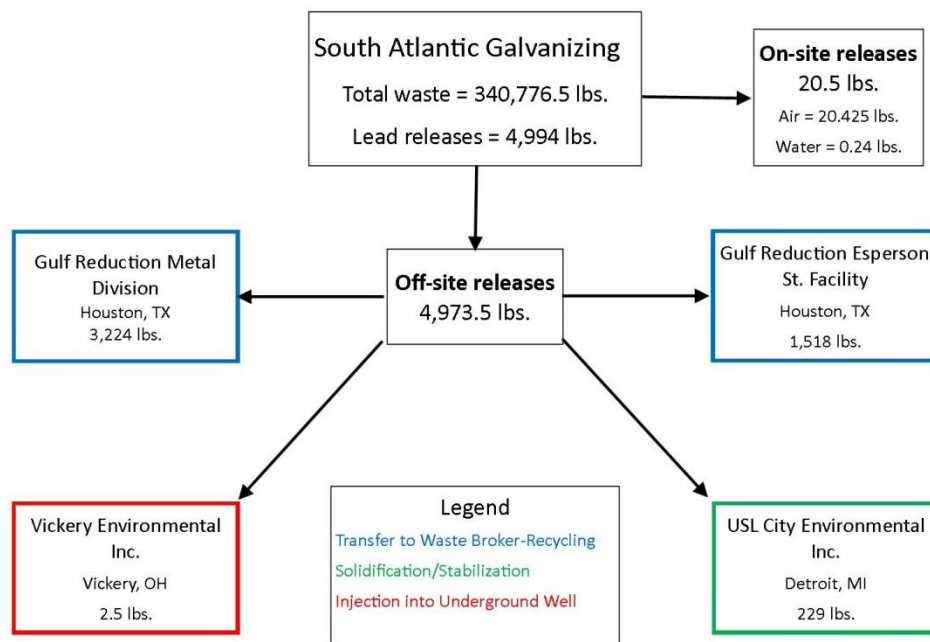 South Atlantic Galvanizing
Total waste = 340,776.5 lbs.
Lead releases = 4,994 lbs.
On-site releases
20.5 lbs.
Air = 20.425 lbs.
Water = 0.24 lbs.
Gulf Reduction Metal
Division
Houston, TX
3,224 lbs.
Off-site releases
4,973.5 lbs.
Gulf Reduction Esperson
St. Facility
Houston, TX
1,518 lbs.
Vickery Environmental
Inc.
Vickery, OH
2.5 lbs.
Legend
Transfer to Waste Broker-Recycling
Solidification/Stabilization
Injection into Underground Well
USL City Environmental
Inc.
Detroit, MI
229 lbs.